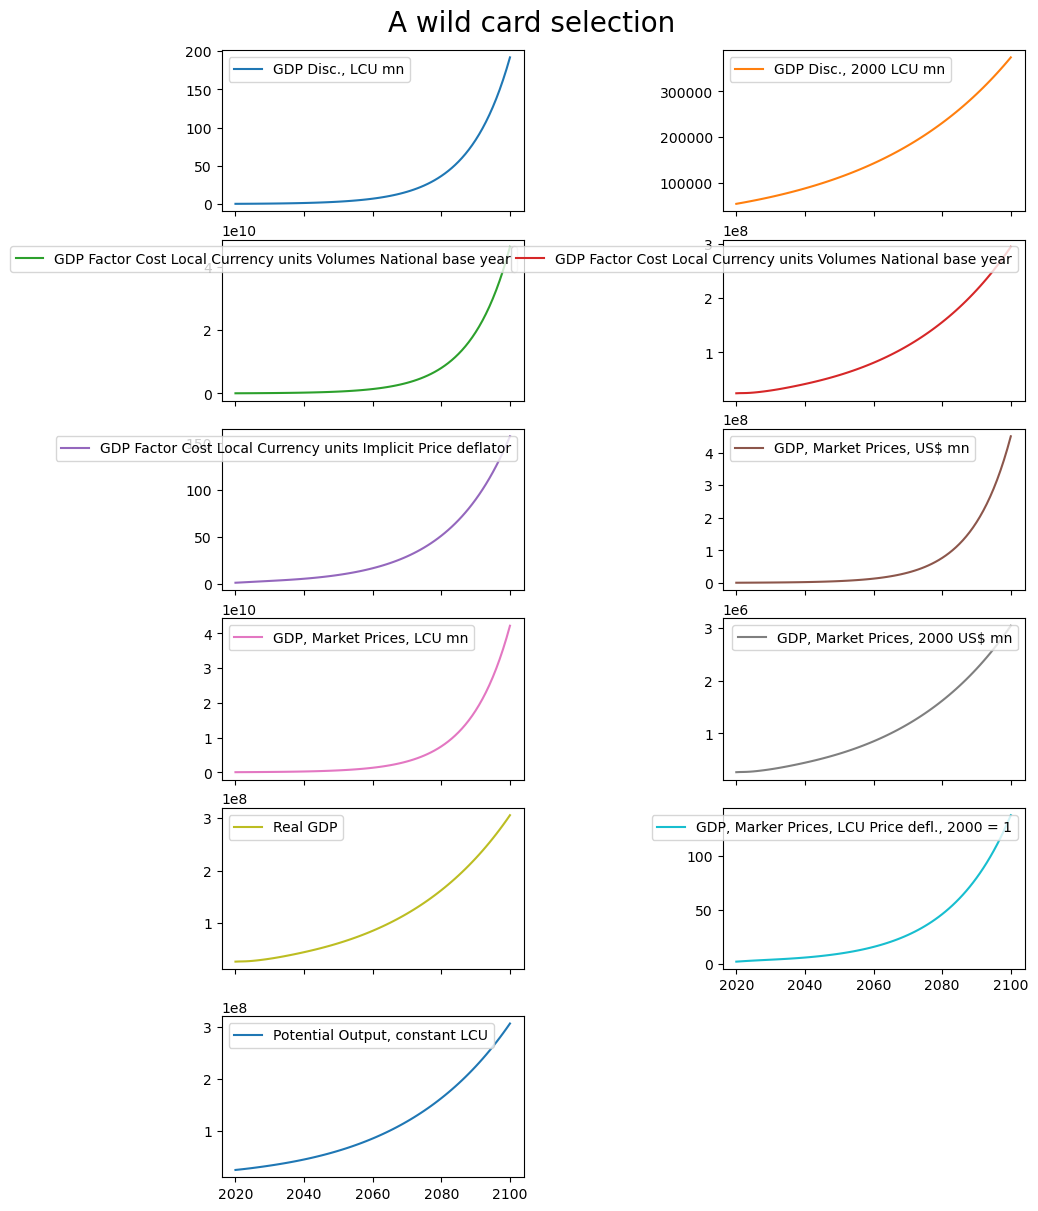 A wild card selection
200
150
100
50
0
GDP Disc., LCU mn
300000
200000
100000
GDP Disc., 2000 LCU mn
1e10
4
2
0
GDP Factor Cost Local Currency units Volumes National base year
1e8
3
2
1
GDP Factor Cost Local Currency units Volumes National base year
150
100
50
0
GDP Factor Cost Local Currency units Implicit Price deflator
1e8
4
3
2
1
0
GDP, Market Prices, US$ mn
1e10
4
3
2
1
0
GDP, Market Prices, LCU mn
1e6
3
2
1
GDP, Market Prices, 2000 US$ mn
1e8
3
2
1
Real GDP
100
50
0
GDP, Marker Prices, LCU Price defl., 2000 = 1
2020 2040 2060 2080 2100
1e8
3
2
1
Potential Output, constant LCU
2020 2040 2060 2080 2100